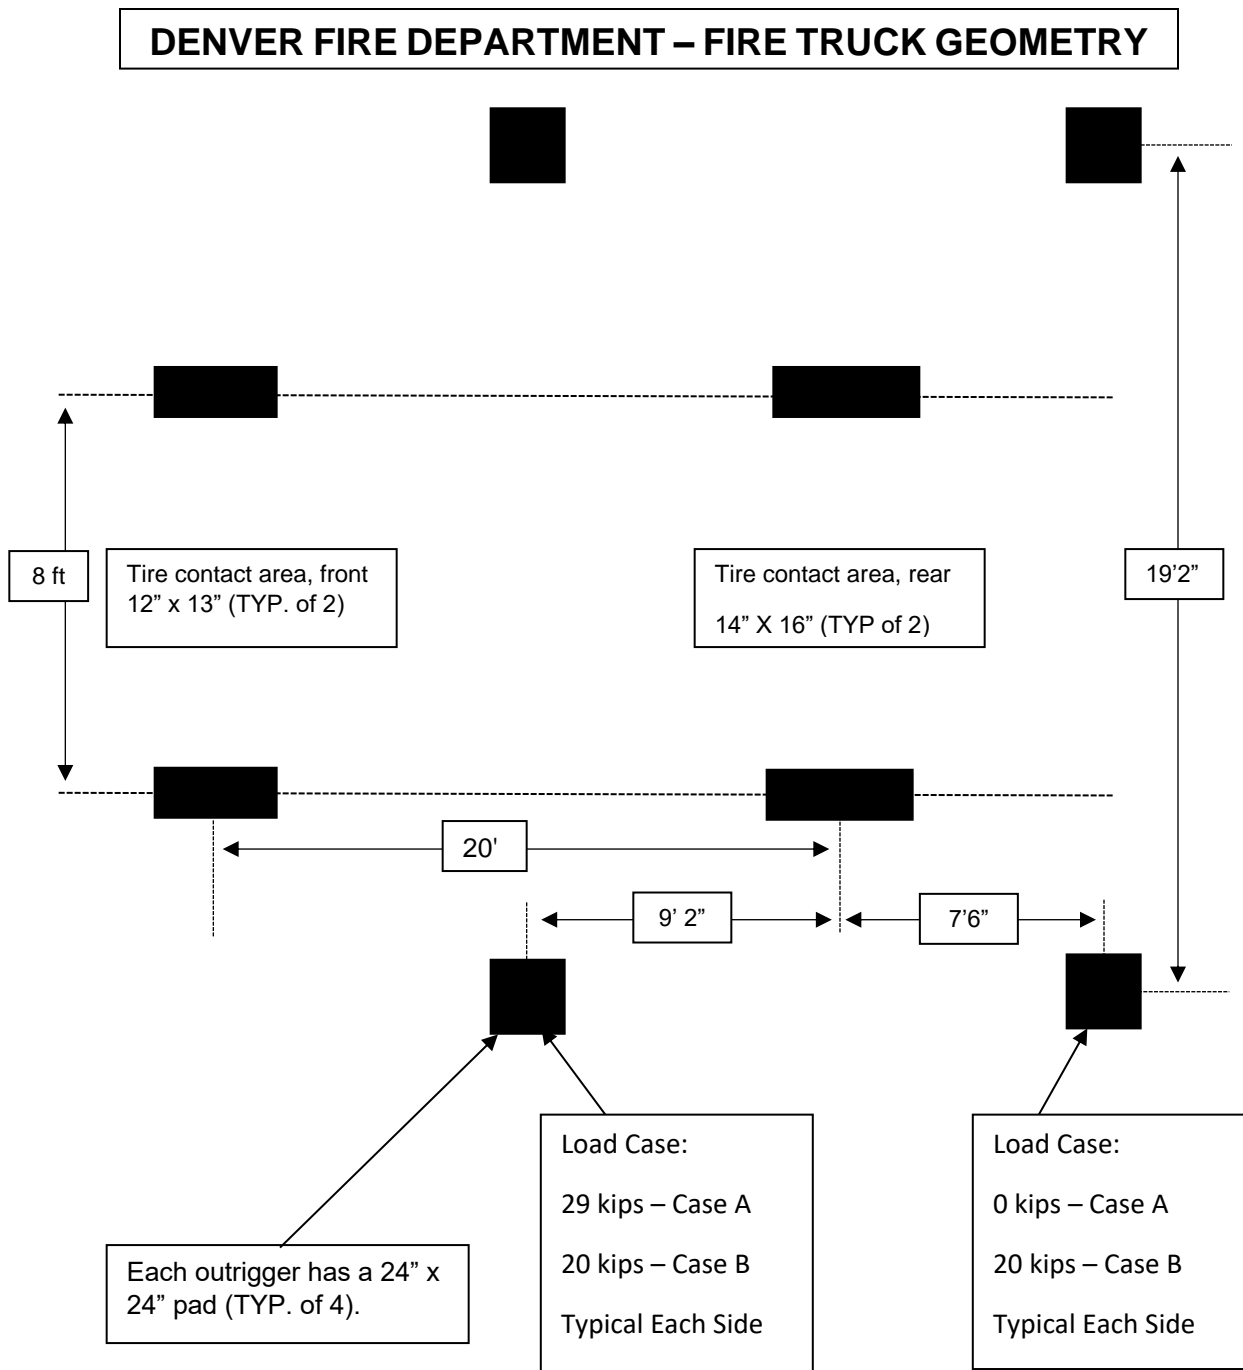 DENVER FIRE DEPARTMENT – FIRE TRUCK GEOMETRY
8 ft
Tire contact area, front
12” x 13” (TYP. of 2)
Tire contact area, rear
14” X 16” (TYP of 2)
19’2”
20'
9’ 2”
7’6”
Each outrigger has a 24” x
24” pad (TYP. of 4).
Load Case:
29 kips – Case A
20 kips – Case B
Typical Each Side
Load Case:
0 kips – Case A
20 kips – Case B
Typical Each Side